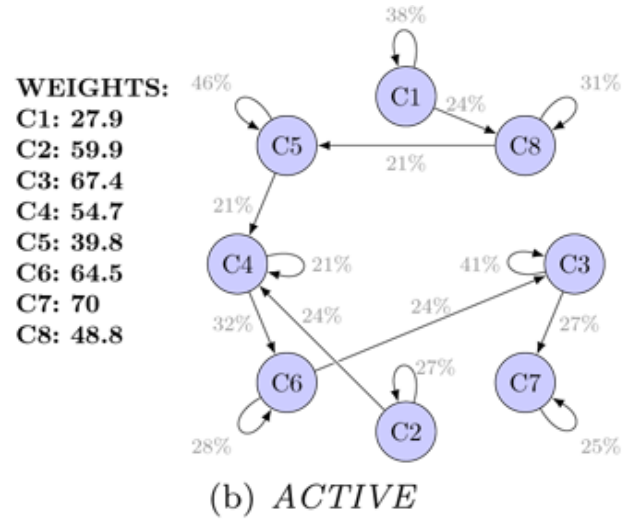 WEIGHTS:
C1: 27.9
C2: 59.9
C3: 67.4
C4: 54.7
C5: 39.8
C6: 64.5
C7: 70
C8: 48.8
38%
C1
24%
46%
31%
C5
C8
21%
21%
C4
21%
41%
C3
32%
24%
24%
27%
C6
27%
C7
C2
28%
25%
(b) ACTIVE